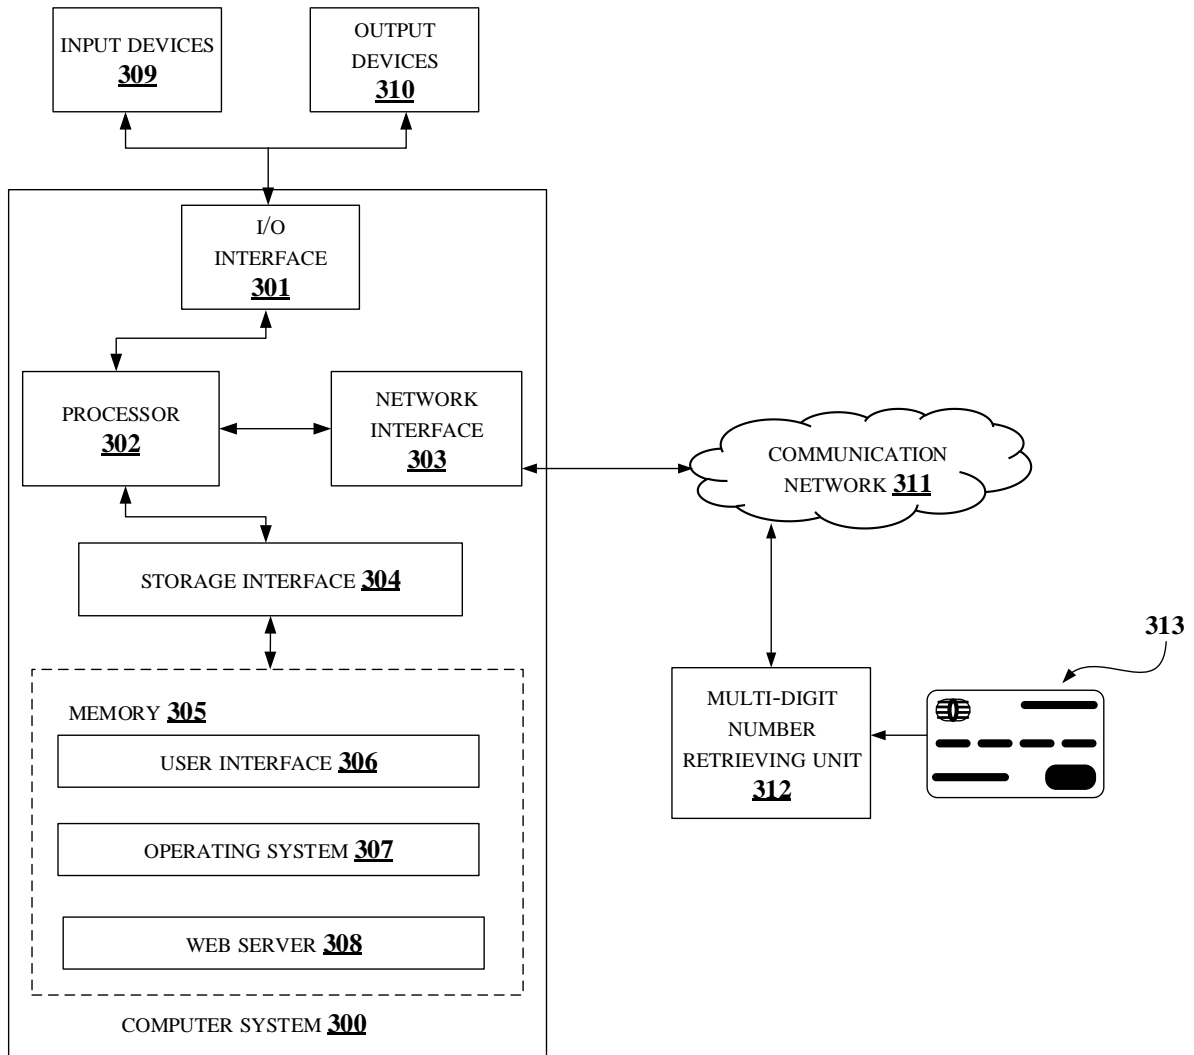 INPUT DEVICES
309
OUTPUT
DEVICES
310
I/O
INTERFACE
301
PROCESSOR
302
NETWORK
INTERFACE
303
COMMUNICATION
NETWORK 311
STORAGE INTERFACE 304
313
MULTI-DIGIT
NUMBER
RETRIEVING UNIT
312
MEMORY 305
USER INTERFACE 306
OPERATING SYSTEM 307
WEB SERVER 308
COMPUTER SYSTEM 300